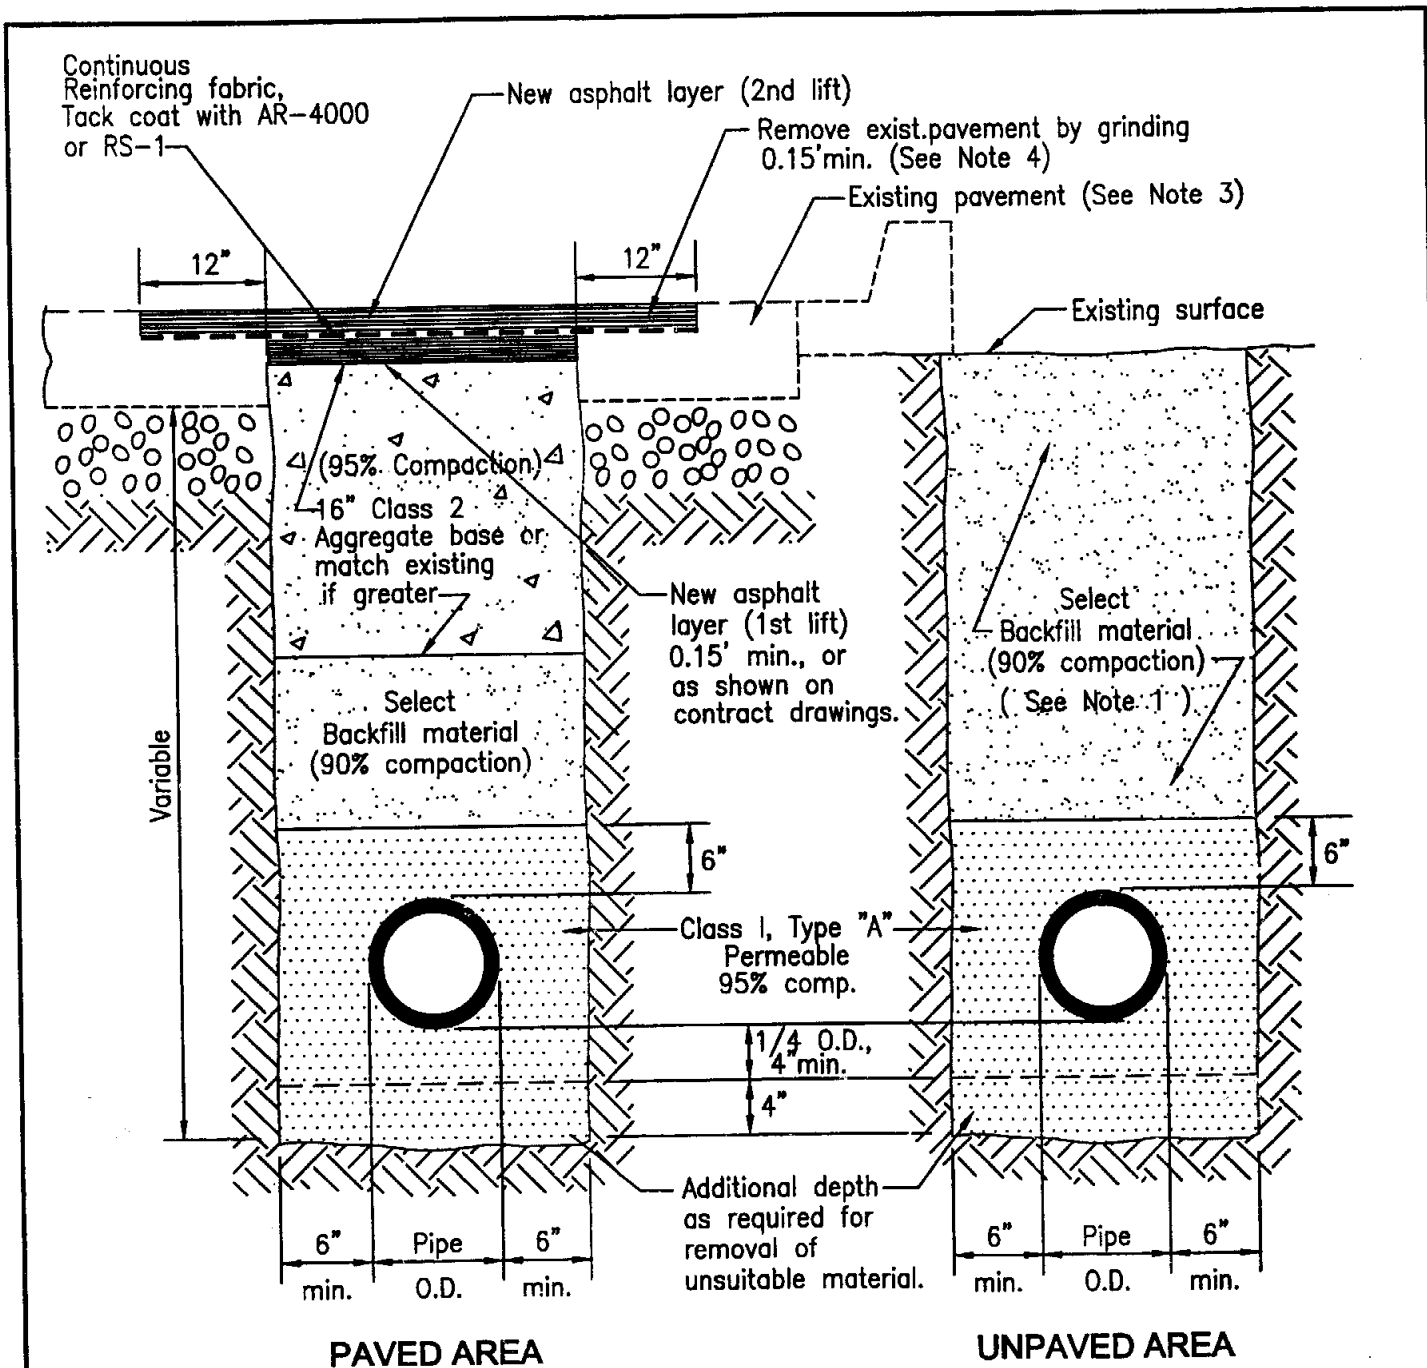 Continuous
Reinforcing fabric,
Tack coat with AR-4000
or RS-1
New asphalt layer (2nd lift)
Remove exist.pavement by grinding
0.15'min. (See Note 4)
Existing pavement (See Note 3)
12"
12"
Existing surface
(95% Compaction)
16" Class 2
Aggregate base or
match existing
if greater
New asphalt
layer (1st lift)
0.15' min., or
as shown on
contract drawings.
Select
Backfill material
(90% compaction)
(See Note 1)
Select
Backfill material
(90% compaction)
Variable
6"
6"
Class I, Type "A"
Permeable
95% comp.
1/4 O.D.,
4"min.
4"
Additional depth
as required for
removal of
unsuitable material.
6"
min.
Pipe
O.D.
6"
min.
6"
min.
Pipe
O.D.
6"
min.
PAVED AREA
UNPAVED AREA